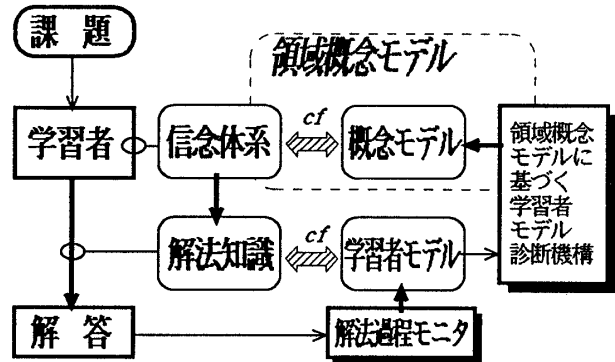 課題
領域概念モデル
cf
学習者
信念体系
概念モデル
領域概念
モデルに
基づく
学習者
モデル
診断機構
cf
解法知識
学習者モデル
解答
解法過程モニタ